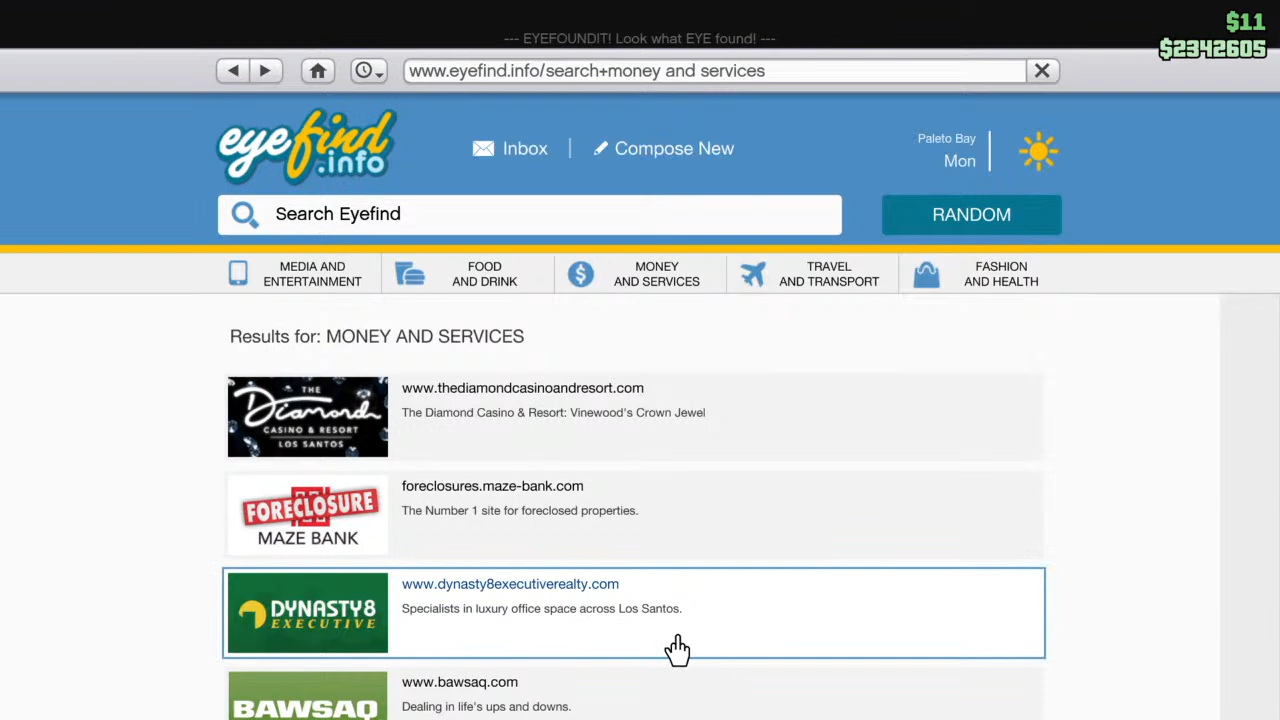 $11
$2342605
--- EYEFOUNDIT! Look what EYE found! ---
www.eyefind.info/search+money and services
eyefind
.info
Inbox
Compose New
Paleto Bay
Mon
Search Eyefind
RANDOM
MEDIA AND
ENTERTAINMENT
FOOD
AND DRINK
MONEY
AND SERVICES
TRAVEL
AND TRANSPORT
FASHION
AND HEALTH
Results for: MONEY AND SERVICES
THE
Diamond
CASINO & RESORT
LOS SANTOS
www.thediamondcasinoandresort.com
The Diamond Casino & Resort: Vinewood's Crown Jewel
FORECLOSURE
MAZE BANK
foreclosures.maze-bank.com
The Number 1 site for foreclosed properties.
DYNASTY8
EXECUTIVE
www.dynasty8executiverealty.com
Specialists in luxury office space across Los Santos.
BAWSAQ
www.bawsaq.com
Dealing in life's ups and downs.